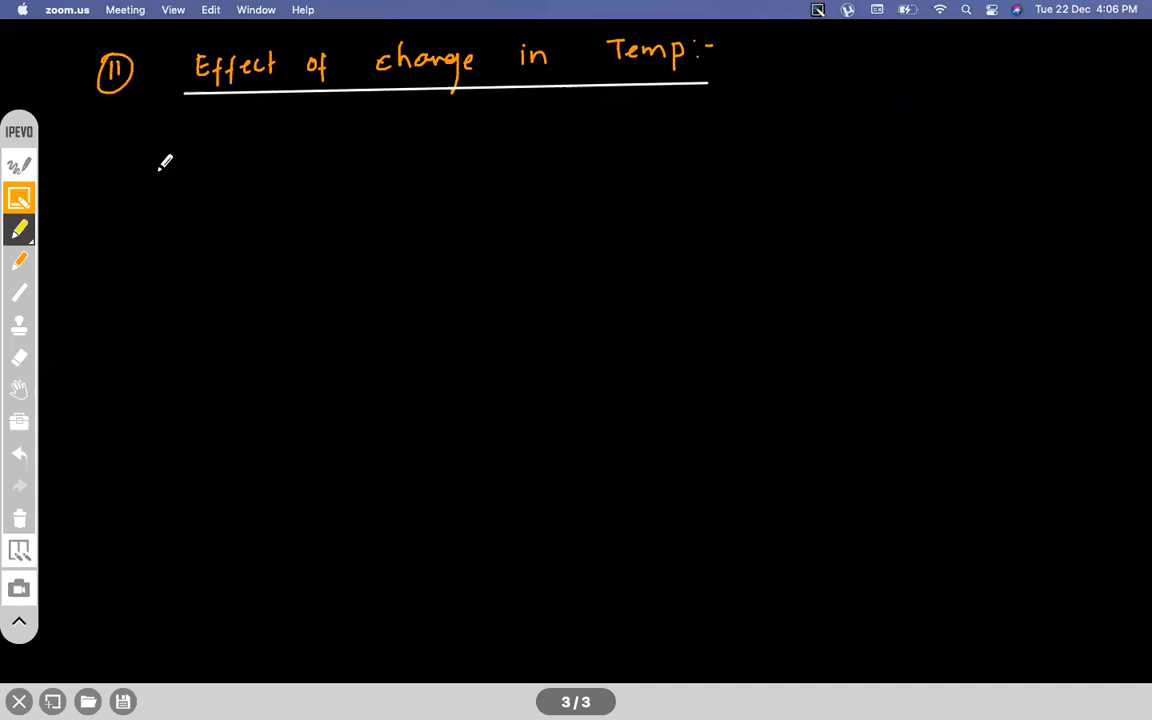 zoom.us Meeting View Edit Window Help Tue 22 Dec 4:06 PM
11 Effect of change in Temp:-
IPEVO
3/3